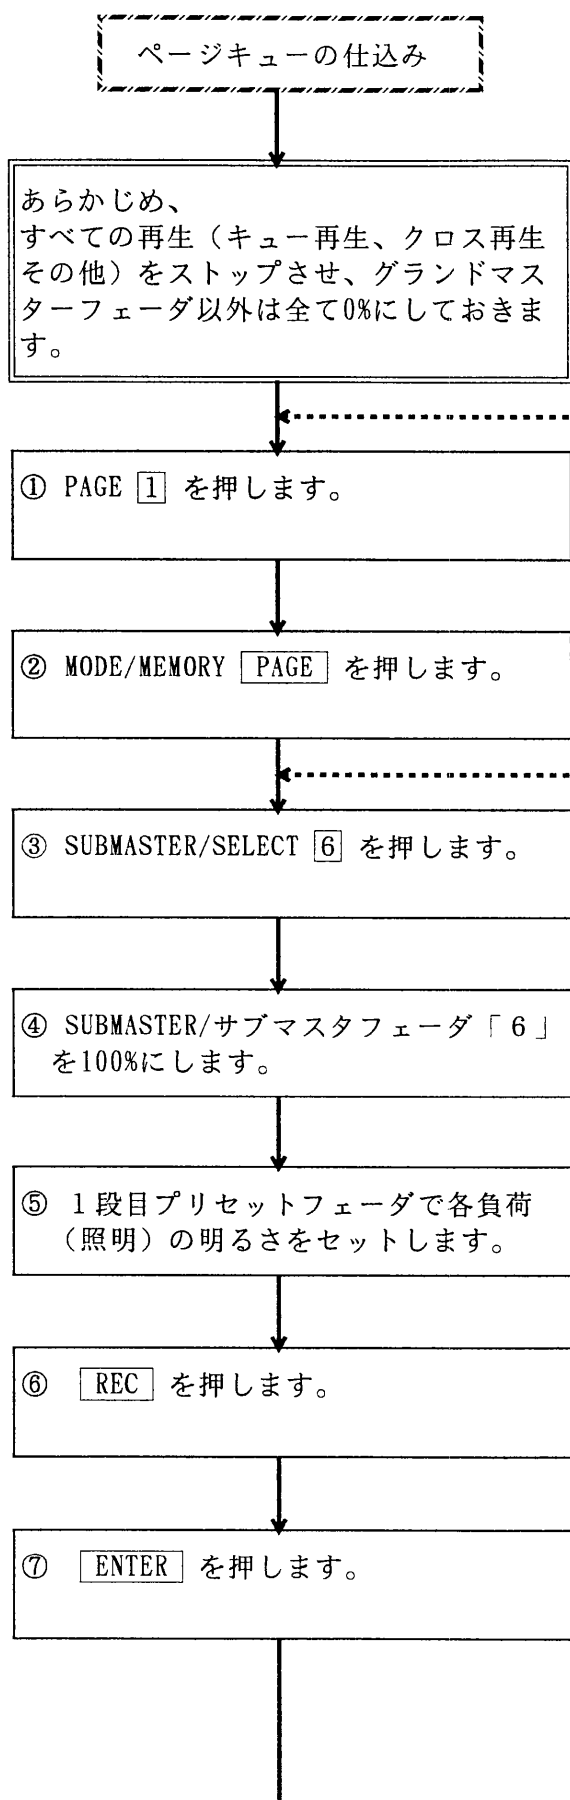 ページキューの仕込み
あらかじめ、
すべての再生（キュー再生、クロス再生
その他）をストップさせ、グランドマス
ターフェーダ以外は全て0%にしておきま
す。
① PAGE 1 を押します。
② MODE/MEMORY PAGE を押します。
③ SUBMASTER/SELECT 6 を押します。
④ SUBMASTER/サブマスタフェーダ「６」
を100%にします。
⑤ １段目プリセットフェーダで各負荷
（照明）の明るさをセットします。
⑥ REC を押します。
⑦ ENTER を押します。